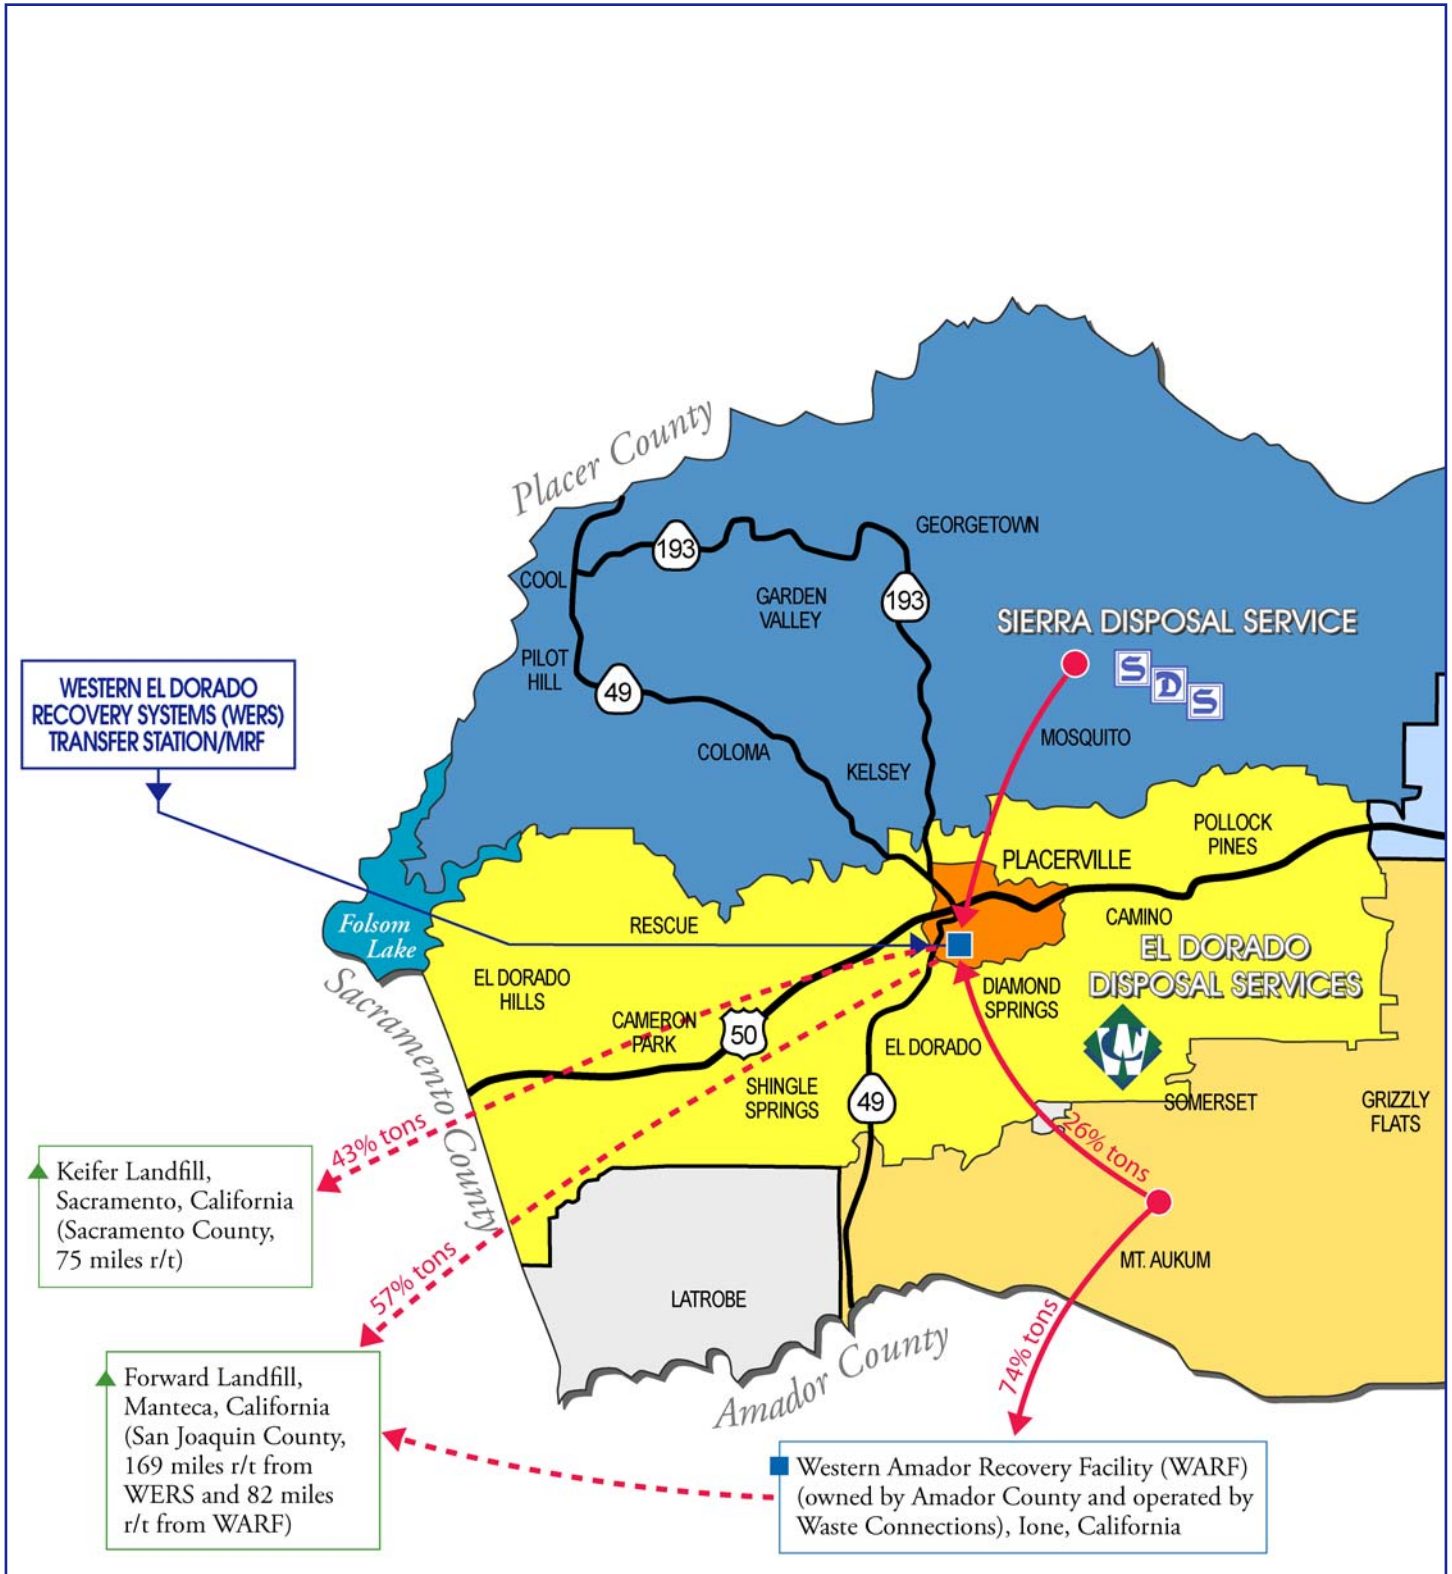 Placer County
GEORGETOWN
193
COOL
GARDEN
VALLEY
193
SIERRA DISPOSAL SERVICE
SDS
PILOT
HILL
49
MOSQUITO
COLOMA
KELSEY
WESTERN EL DORADO
RECOVERY SYSTEMS (WERS)
TRANSFER STATION/MRF
POLLOCK
PINES
PLACERVILLE
CAMINO
RESCUE
Folsom
Lake
EL DORADO
DISPOSAL SERVICES
EL DORADO
HILLS
DIAMOND
SPRINGS
CAMERON
PARK
50
EL DORADO
SHINGLE
SPRINGS
49
SOMERSET
GRIZZLY
FLATS
Sacramento County
43% tons
26% tons
Keifer Landfill,
Sacramento, California
(Sacramento County,
75 miles r/t)
57% tons
MT. AUKUM
LATROBE
74% tons
Amador County
Forward Landfill,
Manteca, California
(San Joaquin County,
169 miles r/t from
WERS and 82 miles
r/t from WARF)
Western Amador Recovery Facility (WARF)
(owned by Amador County and operated by
Waste Connections), Ione, California